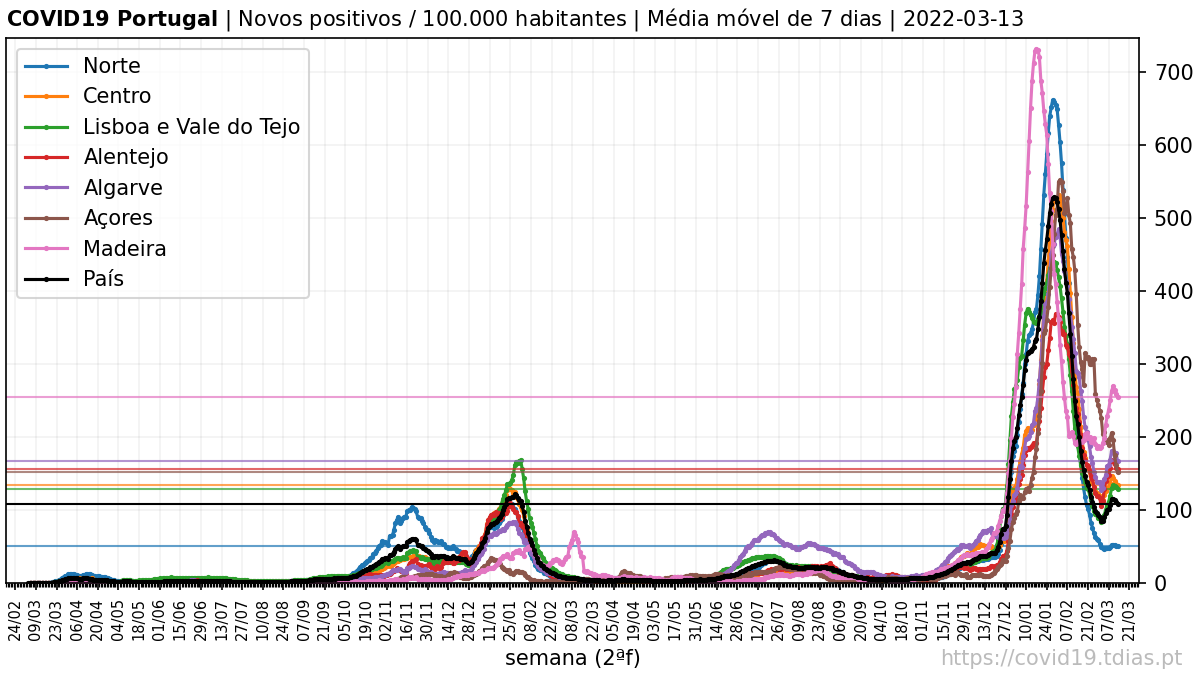 COVID19 Portugal | Novos positivos / 100.000 habitantes | Média móvel de 7 dias | 2022-03-13
Norte
Centro
Lisboa e Vale do Tejo
Alentejo
Algarve
Açores
Madeira
País
700
600
500
400
300
200
100
0
24/02 09/03 23/03 06/04 20/04 04/05 18/05 01/06 15/06 29/06 13/07 27/07 10/08 24/08 07/09 21/09 05/10 19/10 02/11 16/11 30/11 14/12 28/12 11/01 25/01 08/02 22/02 08/03 22/03 05/04 19/04 03/05 17/05 31/05 14/06 28/06 12/07 26/07 09/08 23/08 06/09 20/09 04/10 18/10 01/11 15/11 29/11 13/12 27/12 10/01 24/01 07/02 21/02 07/03 21/03
semana (2ªf)
https://covid19.tdias.pt